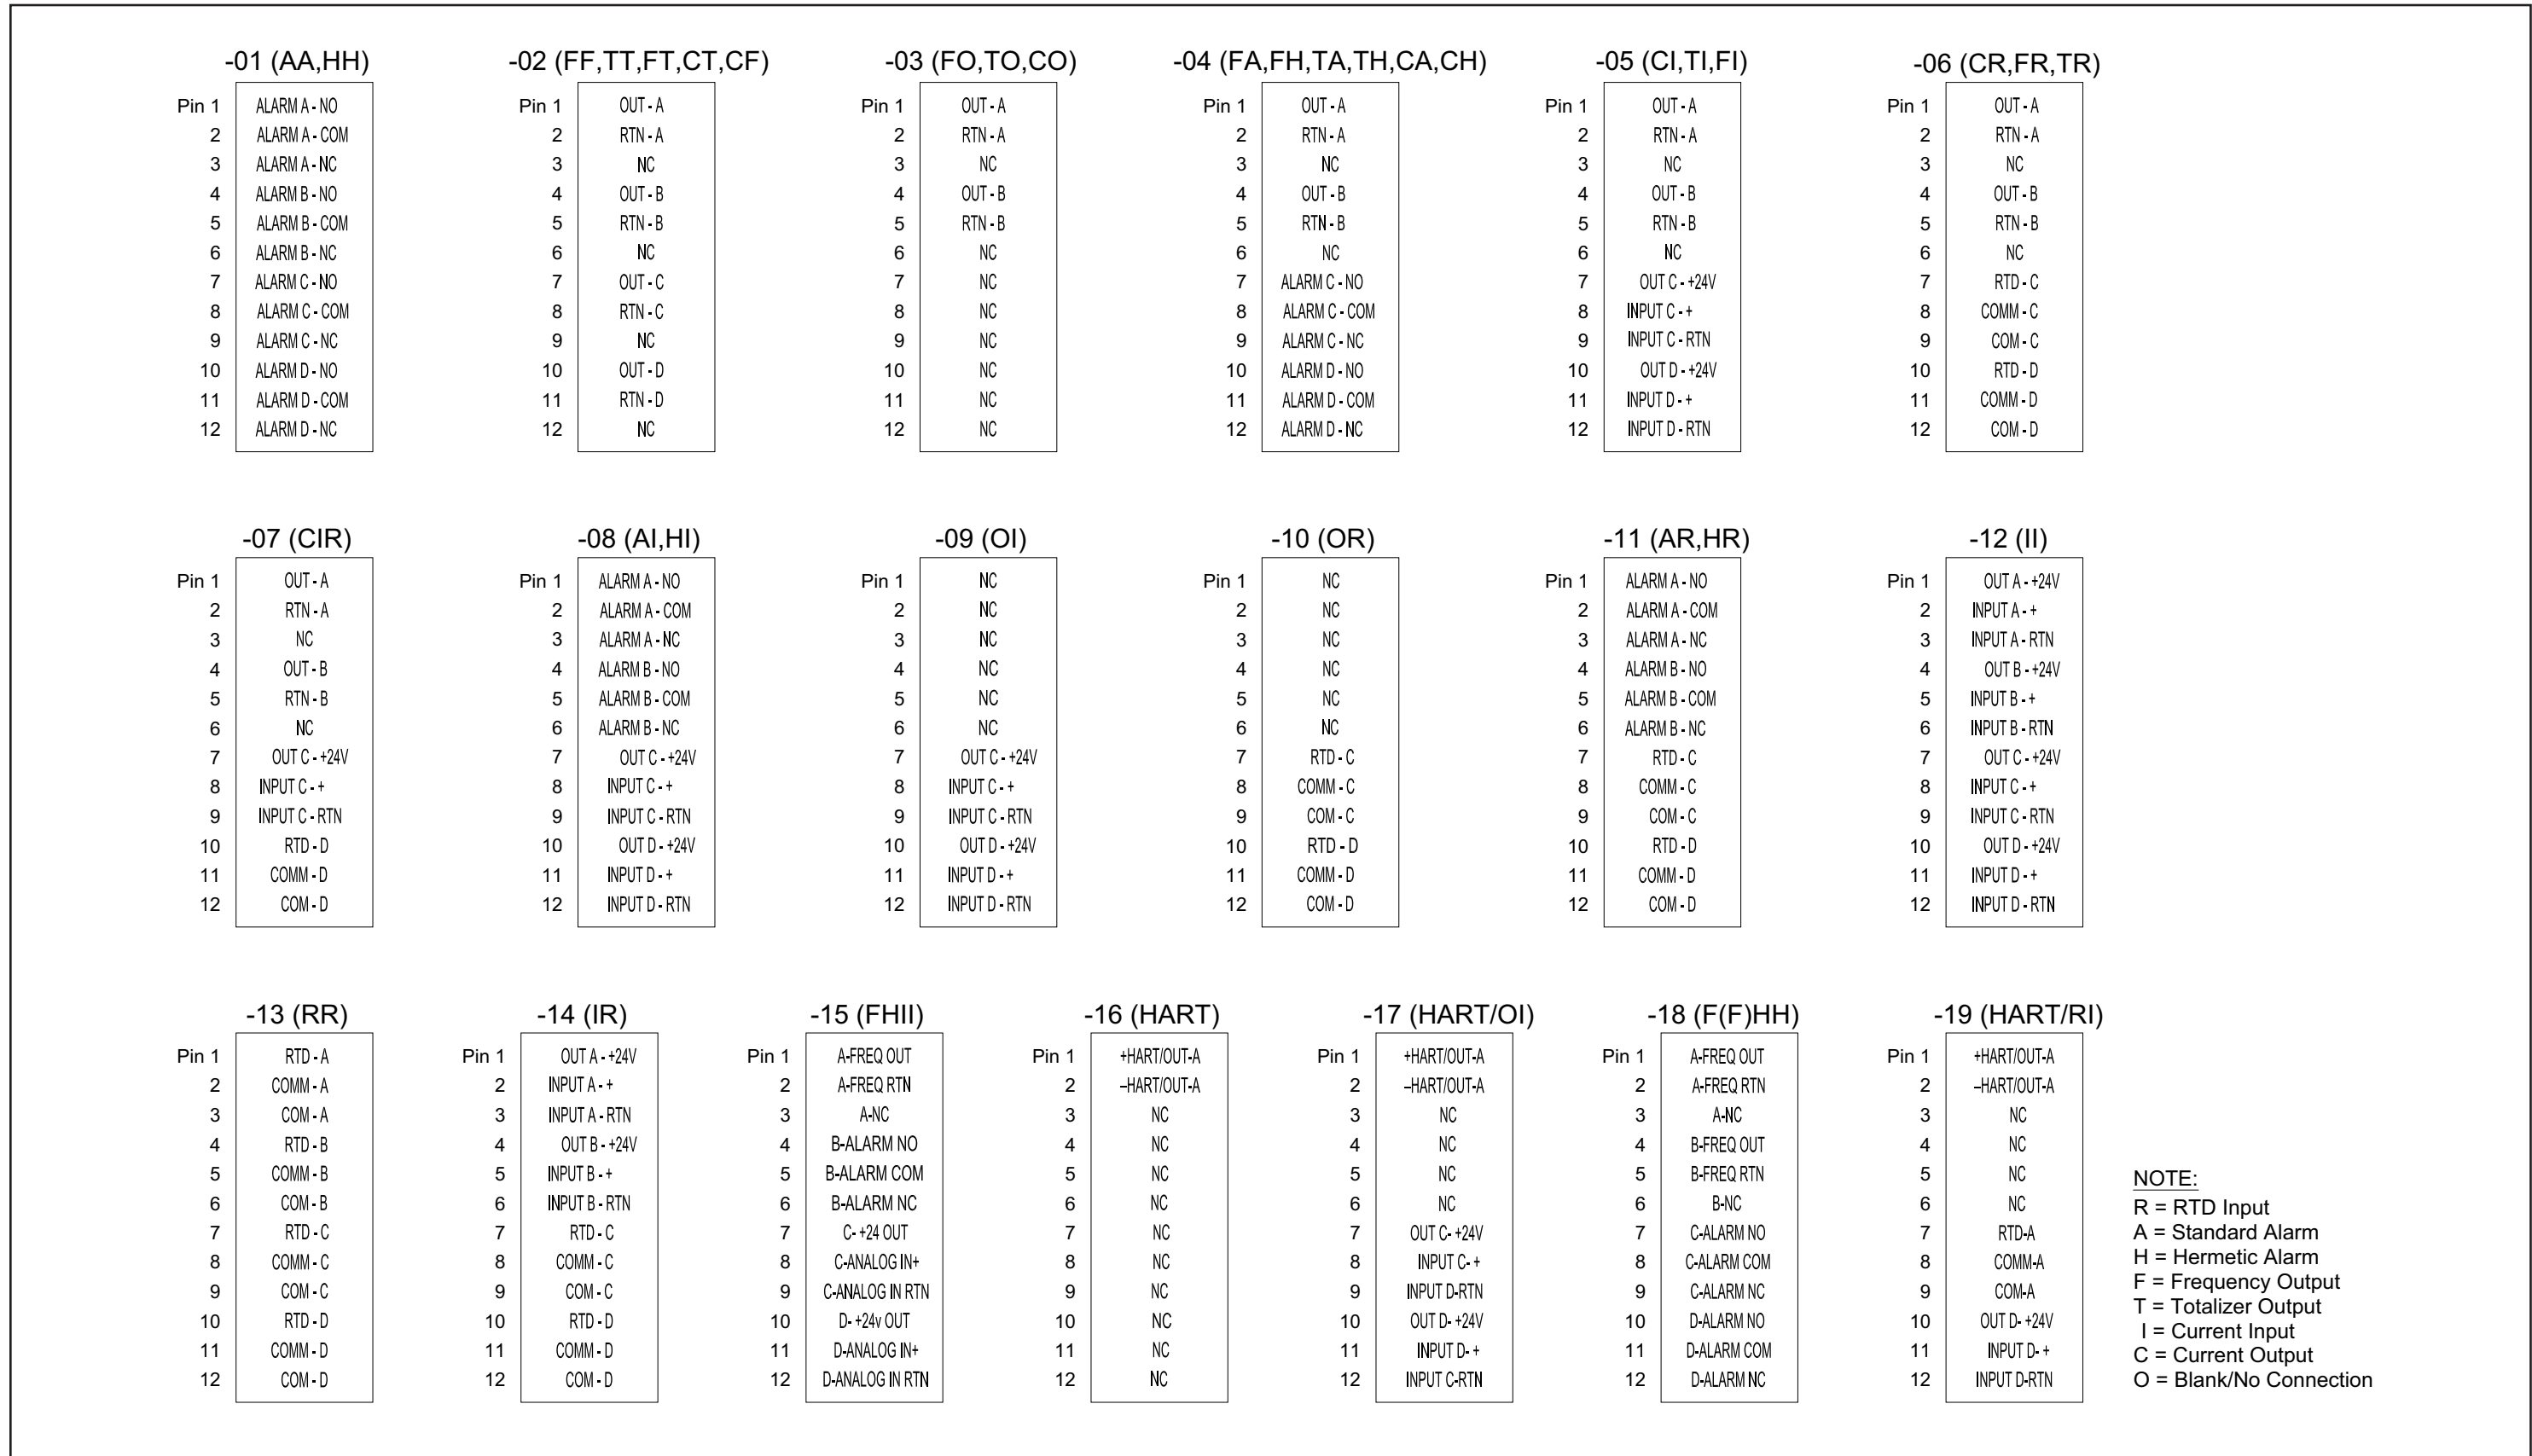 -01 (AA,HH)
Pin 1 ALARM A - NO
2 ALARM A - COM
3 ALARM A - NC
4 ALARM B - NO
5 ALARM B - COM
6 ALARM B - NC
7 ALARM C - NO
8 ALARM C - COM
9 ALARM C - NC
10 ALARM D - NO
11 ALARM D - COM
12 ALARM D - NC
-02 (FF,TT,FT,CT,CF)
Pin 1 OUT - A
2 RTN - A
3 NC
4 OUT - B
5 RTN - B
6 NC
7 OUT - C
8 RTN - C
9 NC
10 OUT - D
11 RTN - D
12 NC
-03 (FO,TO,CO)
Pin 1 OUT - A
2 RTN - A
3 NC
4 OUT - B
5 RTN - B
6 NC
7 NC
8 NC
9 NC
10 NC
11 NC
12 NC
-04 (FA,FH,TA,TH,CA,CH)
Pin 1 OUT - A
2 RTN - A
3 NC
4 OUT - B
5 RTN - B
6 NC
7 ALARM C - NO
8 ALARM C - COM
9 ALARM C - NC
10 ALARM D - NO
11 ALARM D - COM
12 ALARM D - NC
-05 (CI,TI,FI)
Pin 1 OUT - A
2 RTN - A
3 NC
4 OUT - B
5 RTN - B
6 NC
7 OUT C - +24V
8 INPUT C - +
9 INPUT C - RTN
10 OUT D - +24V
11 INPUT D - +
12 INPUT D - RTN
-06 (CR,FR,TR)
Pin 1 OUT - A
2 RTN - A
3 NC
4 OUT - B
5 RTN - B
6 NC
7 RTD - C
8 COMM - C
9 COM - C
10 RTD - D
11 COMM - D
12 COM - D
-07 (CIR)
Pin 1 OUT - A
2 RTN - A
3 NC
4 OUT - B
5 RTN - B
6 NC
7 OUT C - +24V
8 INPUT C - +
9 INPUT C - RTN
10 RTD - D
11 COMM - D
12 COM - D
-08 (AI,HI)
Pin 1 ALARM A - NO
2 ALARM A - COM
3 ALARM A - NC
4 ALARM B - NO
5 ALARM B - COM
6 ALARM B - NC
7 OUT C - +24V
8 INPUT C - +
9 INPUT C - RTN
10 OUT D - +24V
11 INPUT D - +
12 INPUT D - RTN
-09 (OI)
Pin 1 NC
2 NC
3 NC
4 NC
5 NC
6 NC
7 OUT C - +24V
8 INPUT C - +
9 INPUT C - RTN
10 OUT D - +24V
11 INPUT D - +
12 INPUT D - RTN
-10 (OR)
Pin 1 NC
2 NC
3 NC
4 NC
5 NC
6 NC
7 RTD - C
8 COMM - C
9 COM - C
10 RTD - D
11 COMM - D
12 COM - D
-11 (AR,HR)
Pin 1 ALARM A - NO
2 ALARM A - COM
3 ALARM A - NC
4 ALARM B - NO
5 ALARM B - COM
6 ALARM B - NC
7 RTD - C
8 COMM - C
9 COM - C
10 RTD - D
11 COMM - D
12 COM - D
-12 (II)
Pin 1 OUT A - +24V
2 INPUT A - +
3 INPUT A - RTN
4 OUT B - +24V
5 INPUT B - +
6 INPUT B - RTN
7 OUT C - +24V
8 INPUT C - +
9 INPUT C - RTN
10 OUT D - +24V
11 INPUT D - +
12 INPUT D - RTN
-13 (RR)
Pin 1 RTD - A
2 COMM - A
3 COM - A
4 RTD - B
5 COMM - B
6 COM - B
7 RTD - C
8 COMM - C
9 COM - C
10 RTD - D
11 COMM - D
12 COM - D
-14 (IR)
Pin 1 OUT A - +24V
2 INPUT A - +
3 INPUT A - RTN
4 OUT B - +24V
5 INPUT B - +
6 INPUT B - RTN
7 RTD - C
8 COMM - C
9 COM - C
10 RTD - D
11 COMM - D
12 COM - D
-15 (FHII)
Pin 1 A-FREQ OUT
2 A-FREQ RTN
3 A-NC
4 B-ALARM NO
5 B-ALARM COM
6 B-ALARM NC
7 C- +24 OUT
8 C-ANALOG IN+
9 C-ANALOG IN RTN
10 D- +24v OUT
11 D-ANALOG IN+
12 D-ANALOG IN RTN
-16 (HART)
Pin 1 +HART/OUT-A
2 –HART/OUT-A
3 NC
4 NC
5 NC
6 NC
7 NC
8 NC
9 NC
10 NC
11 NC
12 NC
-17 (HART/OI)
Pin 1 +HART/OUT-A
2 –HART/OUT-A
3 NC
4 NC
5 NC
6 NC
7 OUT C- +24V
8 INPUT C- +
9 INPUT D-RTN
10 OUT D- +24V
11 INPUT D- +
12 INPUT C-RTN
-18 (F(F)HH)
Pin 1 A-FREQ OUT
2 A-FREQ RTN
3 A-NC
4 B-FREQ OUT
5 B-FREQ RTN
6 B-NC
7 C-ALARM NO
8 C-ALARM COM
9 C-ALARM NC
10 D-ALARM NO
11 D-ALARM COM
12 D-ALARM NC
-19 (HART/RI)
Pin 1 +HART/OUT-A
2 –HART/OUT-A
3 NC
4 NC
5 NC
6 NC
7 RTD-A
8 COMM-A
9 COM-A
10 OUT D- +24V
11 INPUT D- +
12 INPUT D-RTN
NOTE:
R = RTD Input
A = Standard Alarm
H = Hermetic Alarm
F = Frequency Output
T = Totalizer Output
I = Current Input
C = Current Output
O = Blank/No Connection